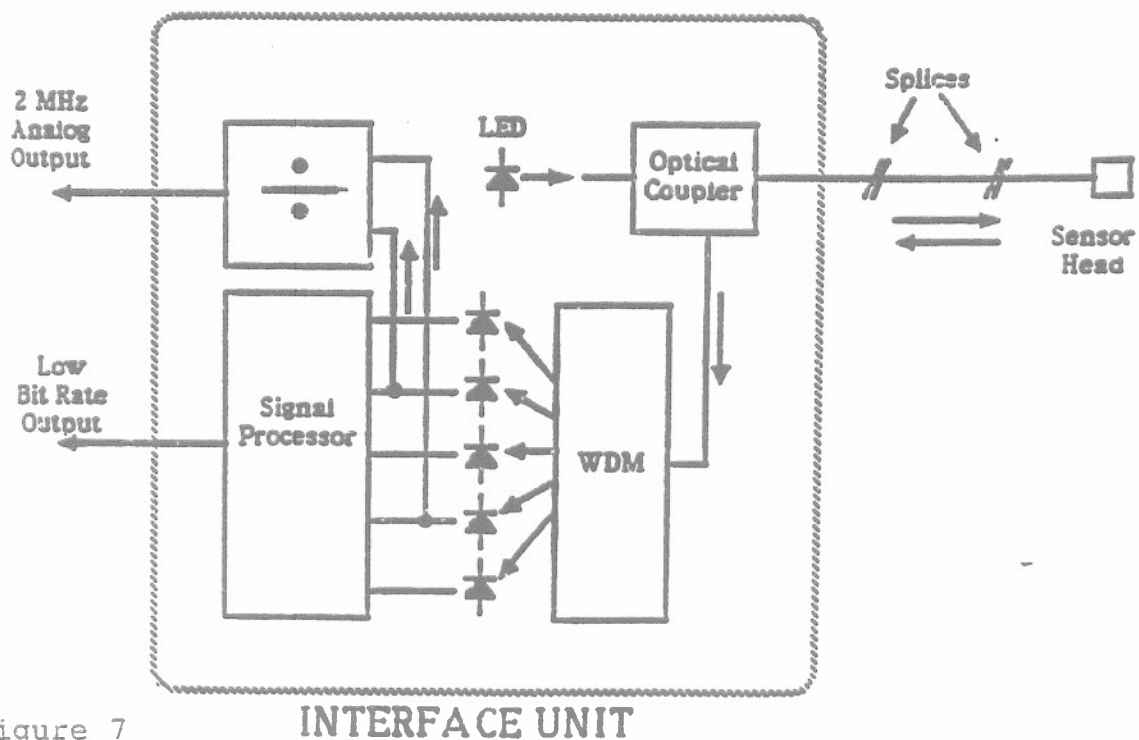 2 MHz
Analog
Output
LED
Optical
Coupler
Splices
Sensor
Head
Low
Bit Rate
Output
Signal
Processor
WDM
igure 7
INTERFACE UNIT